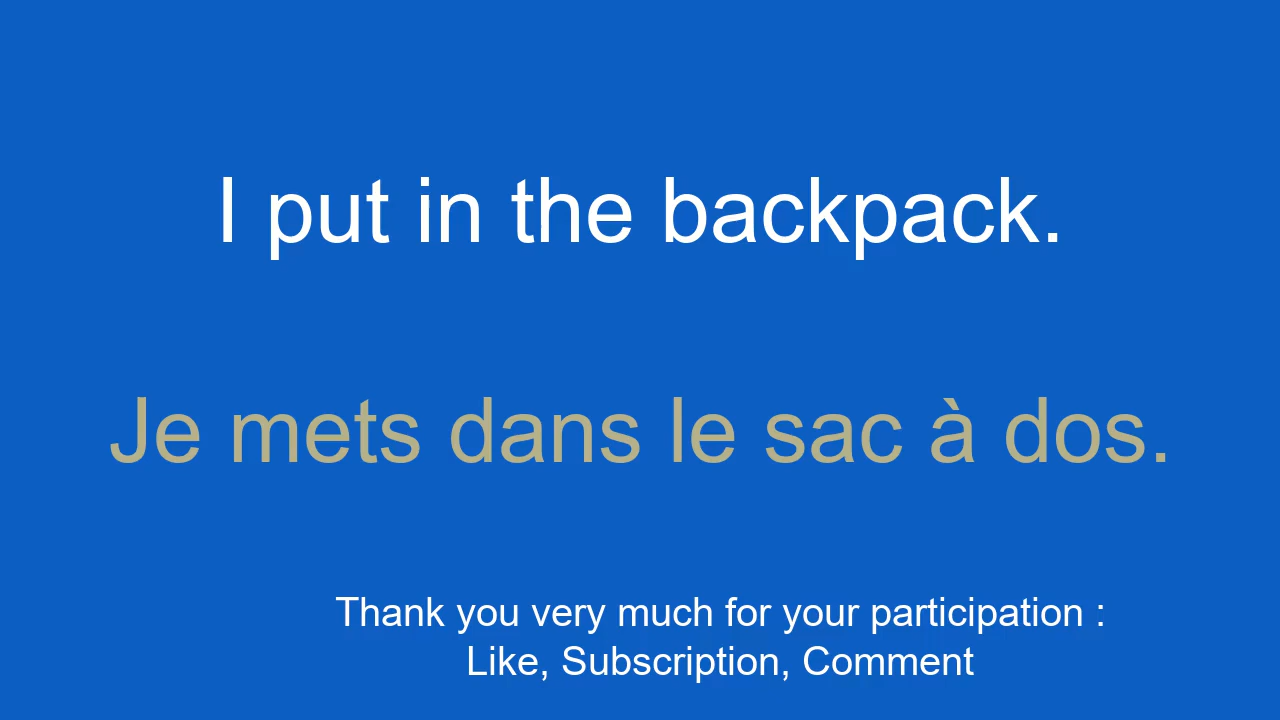 I put in the backpack.
Je mets dans le sac à dos.
Thank you very much for your participation :
Like, Subscription, Comment